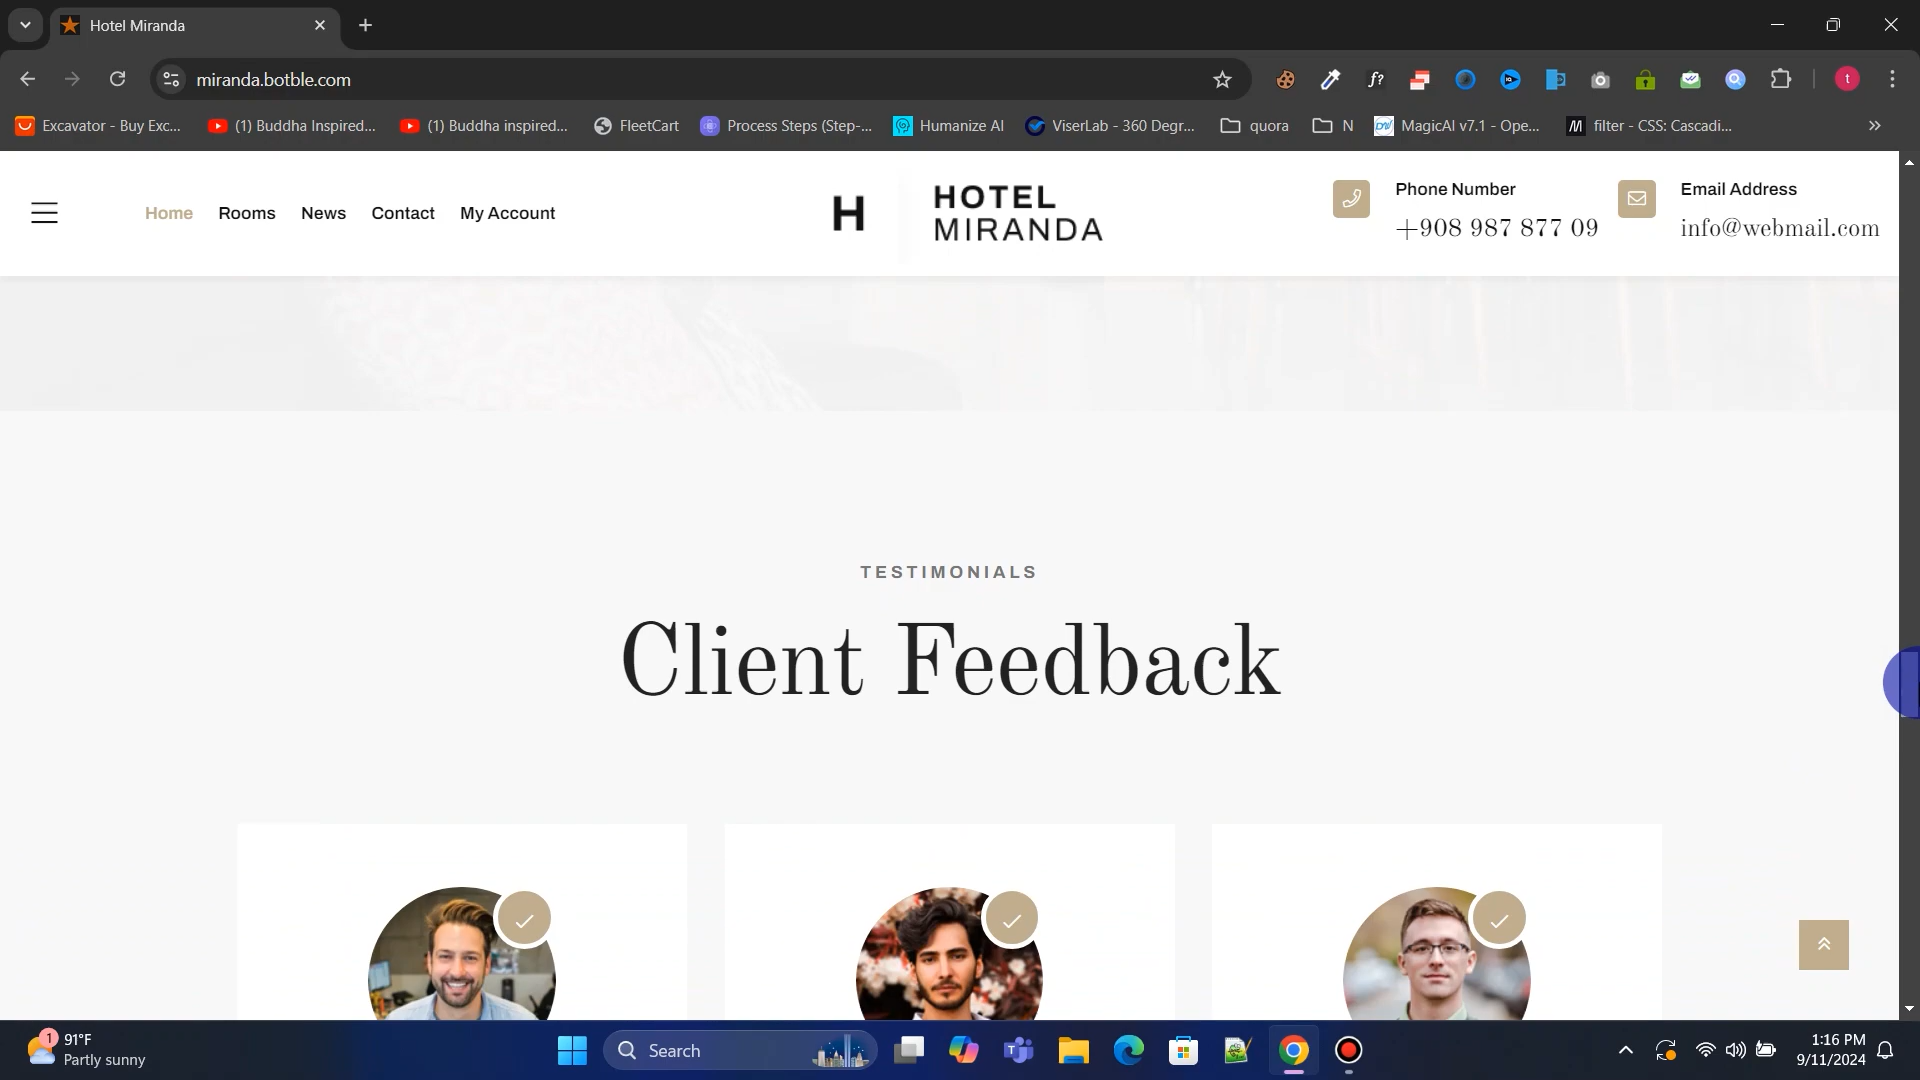 Hotel Miranda
miranda.botble.com
f?
t
Excavator - Buy Exc... (1) Buddha Inspired... (1) Buddha inspired... FleetCart Process Steps (Step-... Humanize AI ViserLab - 360 Degr... quora N MagicAI v7.1 - Ope... filter - CSS: Cascadi...
Home Rooms News Contact My Account
H
HOTEL
MIRANDA
Phone Number
+908 987 877 09
Email Address
info@webmail.com
TESTIMONIALS
Client Feedback
1
91°F
Partly sunny
Search
1:16 PM
9/11/2024